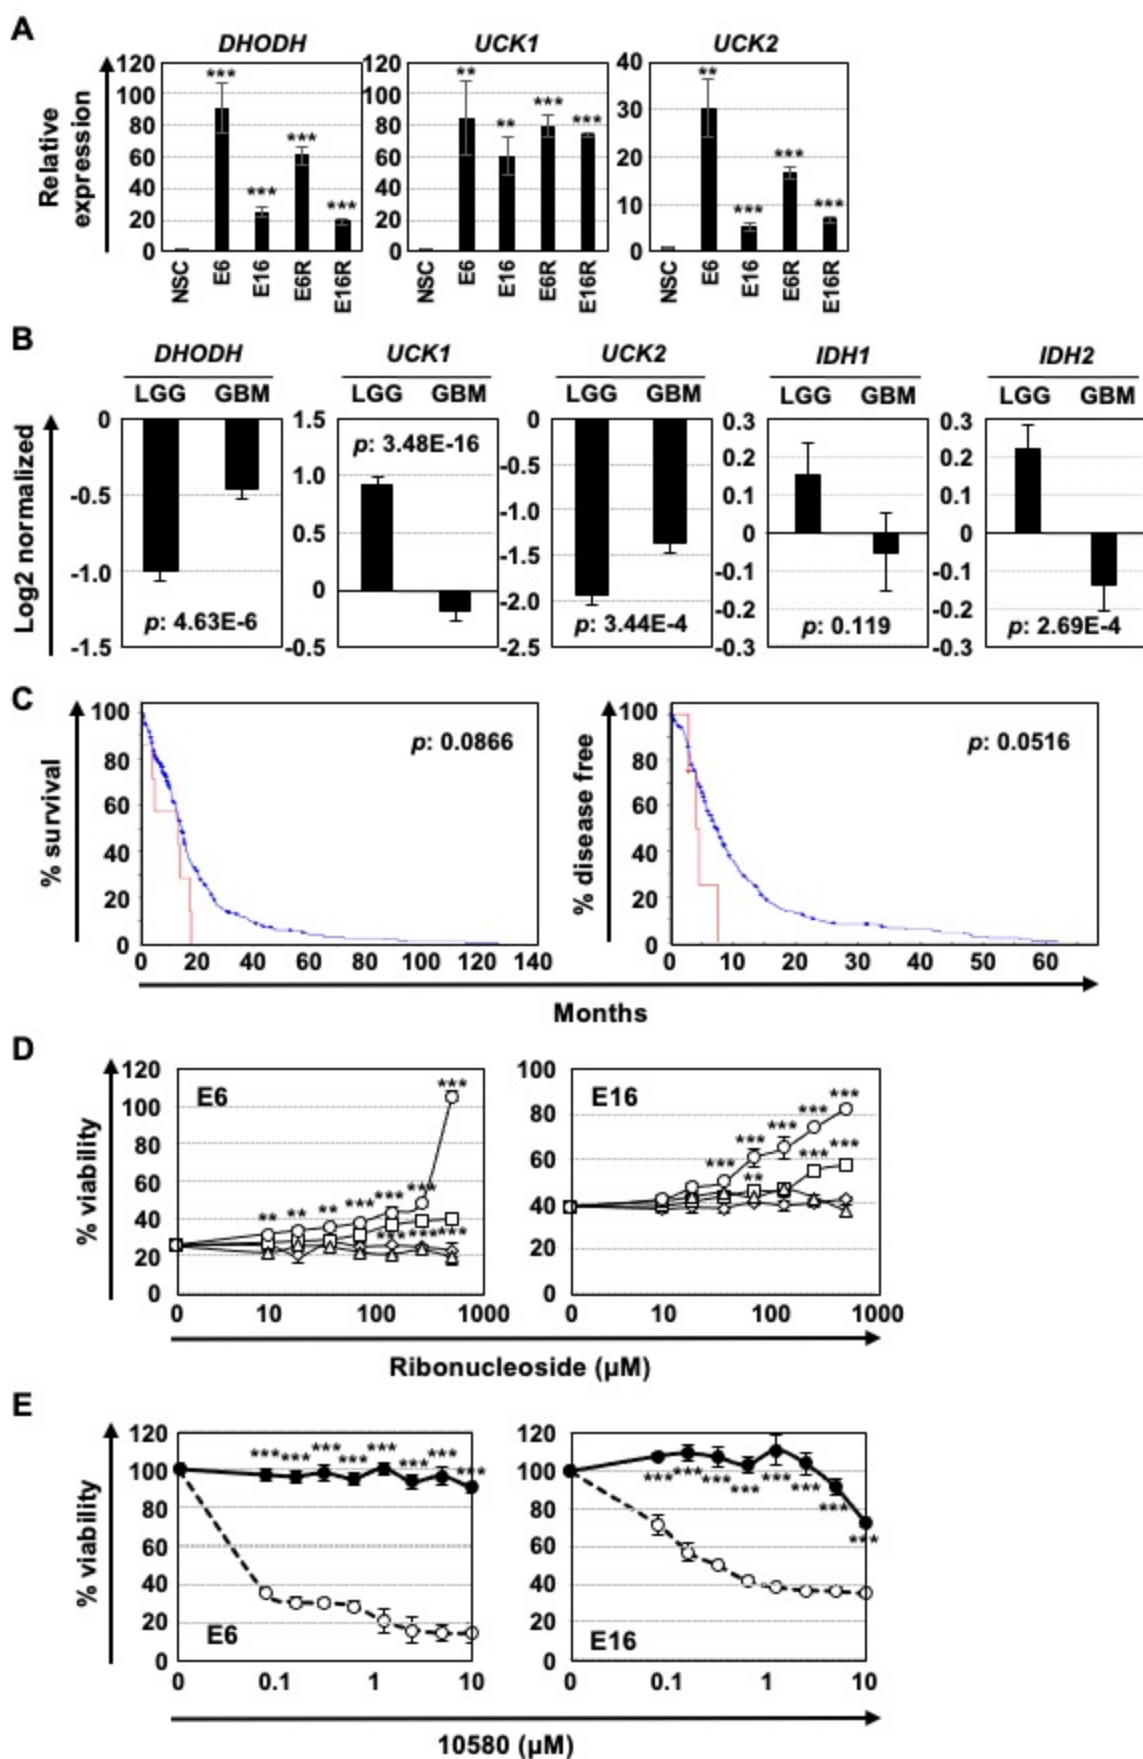 A
DHODH UCK1 UCK2
Relative expression
120 100 80 60 40 20 0
*** *** *** ***
NSC E6 E16 E6R E16R
120 100 80 60 40 20 0
** ** *** ***
NSC E6 E16 E6R E16R
40 30 20 10 0
** *** *** ***
NSC E6 E16 E6R E16R
B
DHODH UCK1 UCK2 IDH1 IDH2
LGG GBM LGG GBM LGG GBM LGG GBM LGG GBM
Log2 normalized
0 -0.5 -1.0 -1.5
p: 4.63E-6
1.5 1.0 0.5 0 -0.5
p: 3.48E-16
0 -0.5 -1.0 -1.5 -2.0 -2.5
p: 3.44E-4
0.3 0.2 0.1 0 -0.1 -0.2 -0.3
p: 0.119
0.3 0.2 0.1 0 -0.1 -0.2 -0.3
p: 2.69E-4
C
% survival
100 80 60 40 20 0
p: 0.0866
0 20 40 60 80 100 120 140
% disease free
100 80 60 40 20 0
p: 0.0516
0 10 20 30 40 50 60
Months
D
% viability
120 100 80 60 40 20 0
E6
** ** ** *** *** *** ***
*** *** ***
0 10 100 1000
100 80 60 40 20 0
E16
*** *** *** *** ***
** *** ***
0 10 100 1000
Ribonucleoside (µM)
E
% viability
120 100 80 60 40 20 0
*** *** *** *** *** *** *** ***
E6
0 0.1 1 10
120 100 80 60 40 20 0
*** *** *** *** *** *** *** ***
E16
0 0.1 1 10
10580 (µM)